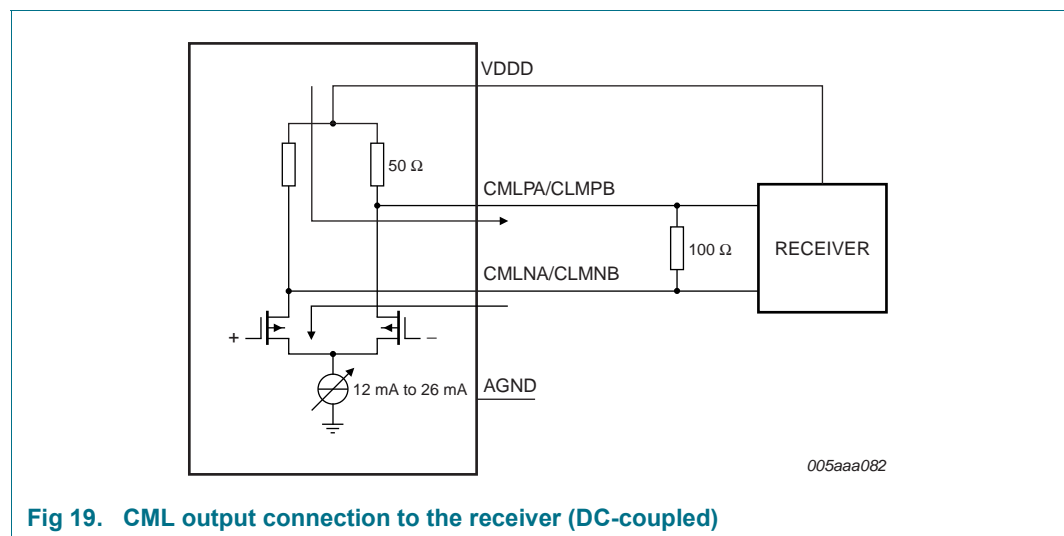 VDDD
50 Ω
CMLPA/CLMPB
100 Ω
RECEIVER
CMLNA/CLMNB
+
−
12 mA to 26 mA
AGND
005aaa082
Fig 19. CML output connection to the receiver (DC-coupled)